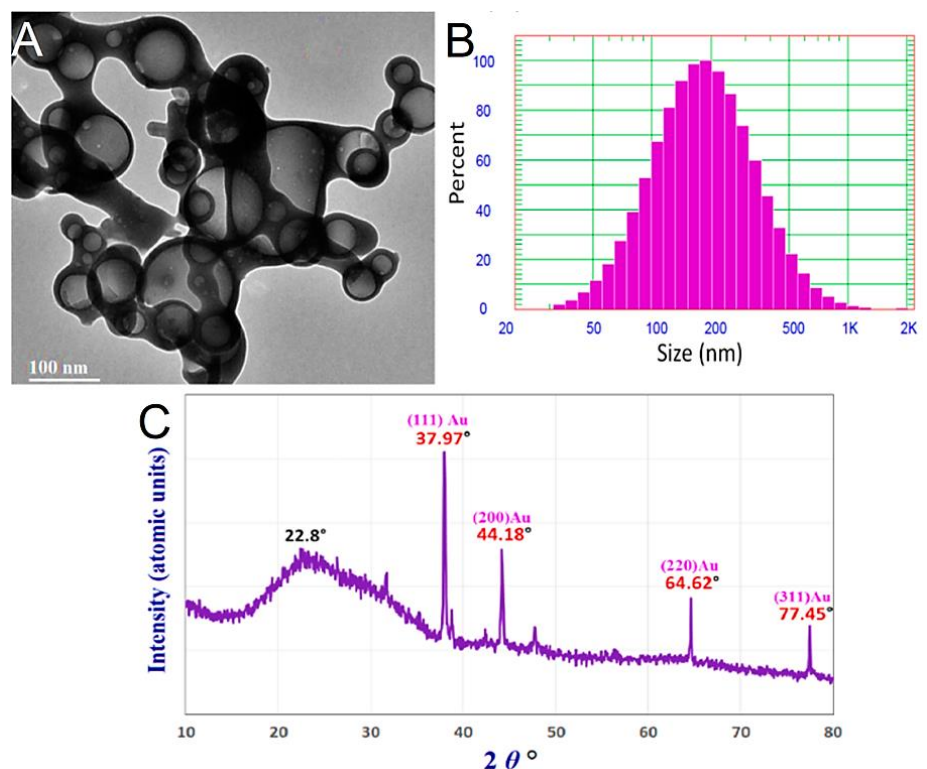 A
100 nm
B
100
80
60
40
20
0
Percent
20 50 100 200 500 1K 2K
Size (nm)
C
(111) Au
37.97°
(200)Au
44.18°
22.8°
(220)Au
64.62°
(311)Au
77.45°
Intensity (atomic units)
10 20 30 40 50 60 70 80
2 θ °